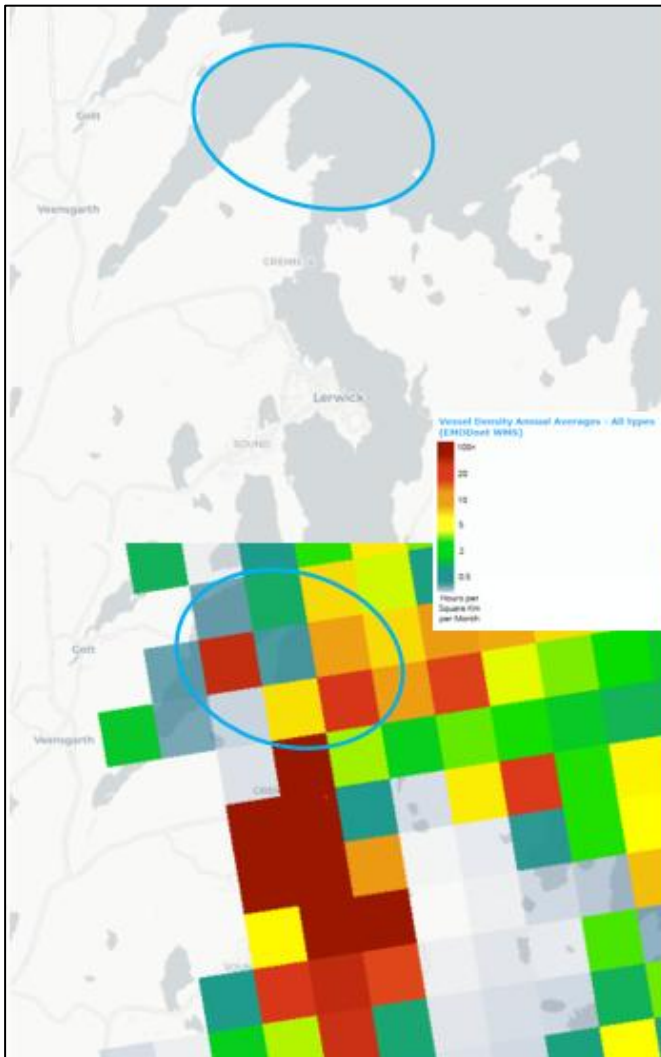 Gott
Veensgarth
Lerwick
SOUND
Vessel Density Annual Averages - All types
(EMODnet WMS)
100+
20
10
5
2
0.5
Hours per
Square Km
per Month
Gott
Veensgarth